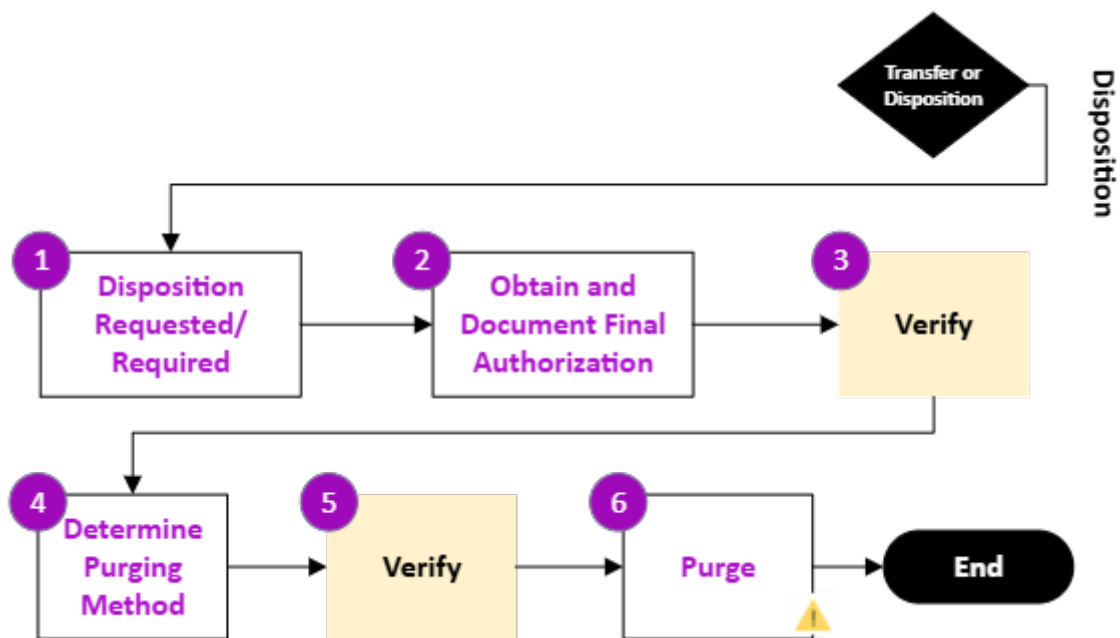 Transfer or
Disposition
Disposition
1
Disposition
Requested/
Required
2
Obtain and
Document Final
Authorization
3
Verify
4
Determine
Purging
Method
5
Verify
6
Purge
!
End